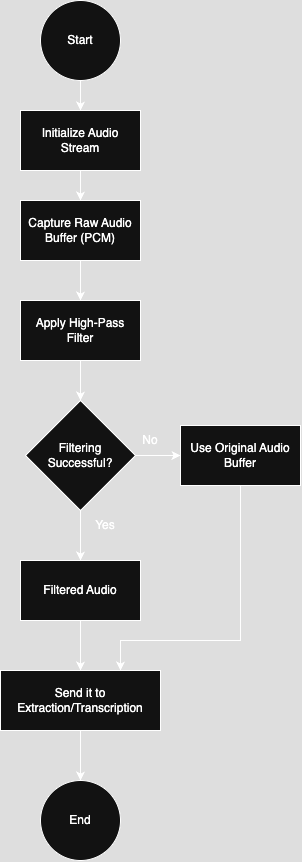 Start
Initialize Audio
Stream
Capture Raw Audio
Buffer (PCM)
Apply High-Pass
Filter
Filtering
Successful?
No
Use Original Audio
Buffer
Yes
Filtered Audio
Send it to
Extraction/Transcription
End